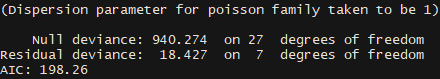 (Dispersion parameter for poisson family taken to be 1)
Null deviance: 940.274 on 27 degrees of freedom
Residual deviance: 18.427 on 7 degrees of freedom
AIC: 198.26